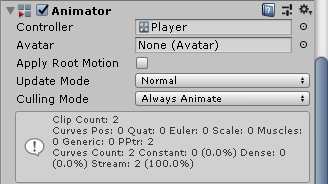 Animator
Controller
Player
Avatar
None (Avatar)
Apply Root Motion
Update Mode
Normal
Culling Mode
Always Animate
Clip Count: 2
Curves Pos: 0 Quat: 0 Euler: 0 Scale: 0 Muscles:
0 Generic: 0 PPtr: 2
Curves Count: 2 Constant: 0 (0.0%) Dense: 0
(0.0%) Stream: 2 (100.0%)